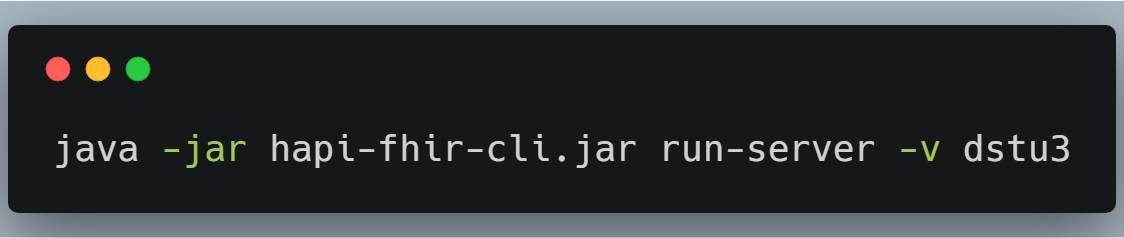 java -jar hapi-fhir-cli.jar run-server -v dstu3